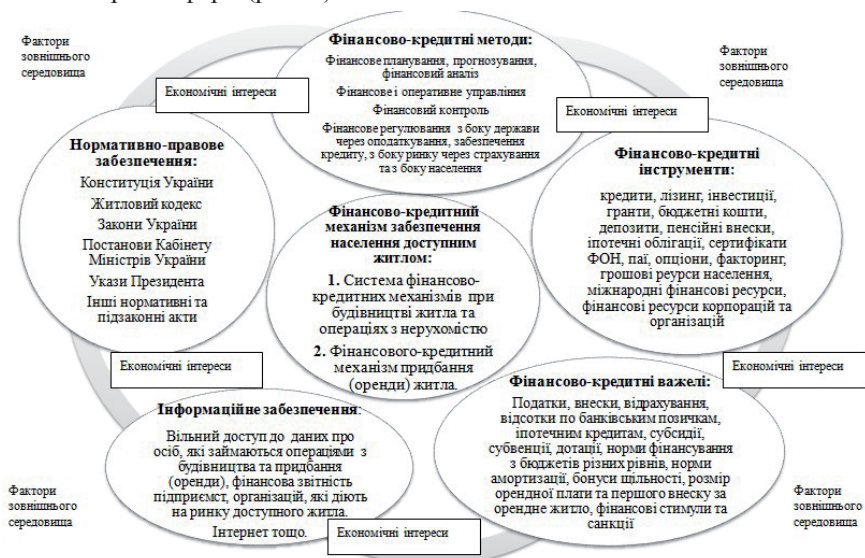 Фактори
зовнішнього
середовища
Фінансово-кредитні методи:
Фінансове планування, прогнозування,
фінансовий аналіз
Фінансове і оперативне управління
Фінансовий контроль
Фінансове регулювання з боку держави
через оподаткування, забезпечення
кредиту, з боку ринку через страхування
та з боку населення
Фактори
зовнішнього
середовища
Економічні інтереси
Економічні інтереси
Нормативно-правове
забезпечення:
Конституція України
Житловий кодекс
Закони України
Постанови Кабінету
Міністрів України
Укази Президента
Інші нормативні та
підзаконні акти
Фінансово-кредитний
механізм забезпечення
населення доступним
житлом:
1. Система фінансово-
кредитних механізмів при
будівництві житла та
операціях з нерухомістю
2. Фінансового-кредитний
механізм придбання
(оренди) житла.
Фінансово-кредитні
інструменти:
кредити, лізинг, інвестиції,
гранти, бюджетні кошти,
депозити, пенсійні внески,
іпотечні облігації, сертифікати
ФОН, паї, опціони, факторинг,
грошові реурси населення,
міжнародні фінансові ресурси,
фінансові ресурси корпорацій та
організацій
Економічні інтереси
Економічні інтереси
Інформаційне забезпечення:
Вільний доступ до даних про
осіб, які займаються операціями з
будівництва та придбання
(оренди), фінансова звітність
підприємст, організацій, які діють
на ринку доступного житла.
Інтернет тощо.
Фінансово-кредитні важелі:
Податки, внески, відрахування,
відсотки по банківським позичкам,
іпотечним кредитам, субсидії,
субвенції, дотації, норми фінансування
з бюджетів різних рівнів, норми
амортизації, бонуси щільності, розмір
орендної плати та першого внеску за
орендне житло, фінансові стимули та
санкції
Фактори
зовнішнього
середовища
Економічні інтереси
Фактори
зовнішнього
середовища